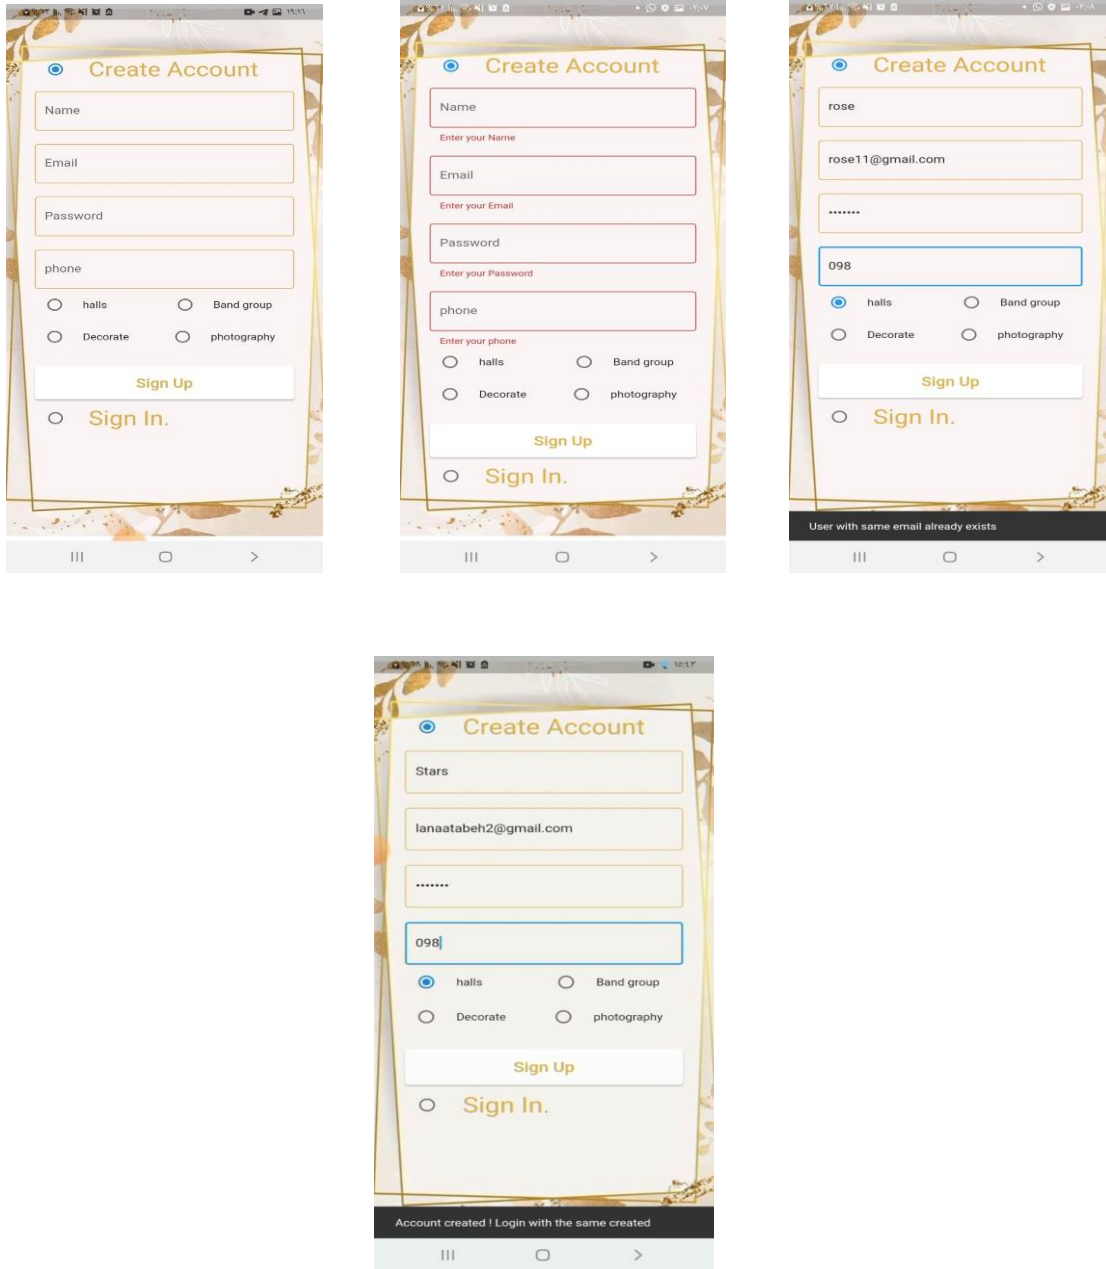 Create Account
Name
Email
Password
phone
halls Band group
Decorate photography
Sign Up
Sign In.
Create Account
Name
Enter your Name
Email
Enter your Email
Password
Enter your Password
phone
Enter your phone
halls Band group
Decorate photography
Sign Up
Sign In.
Create Account
rose
rose11@gmail.com
•••••••
098
halls Band group
Decorate photography
Sign Up
Sign In.
User with same email already exists
١٥:٤٣
Create Account
Stars
lanaatabeh2@gmail.com
•••••••
098
halls Band group
Decorate photography
Sign Up
Sign In.
Account created ! Login with the same created